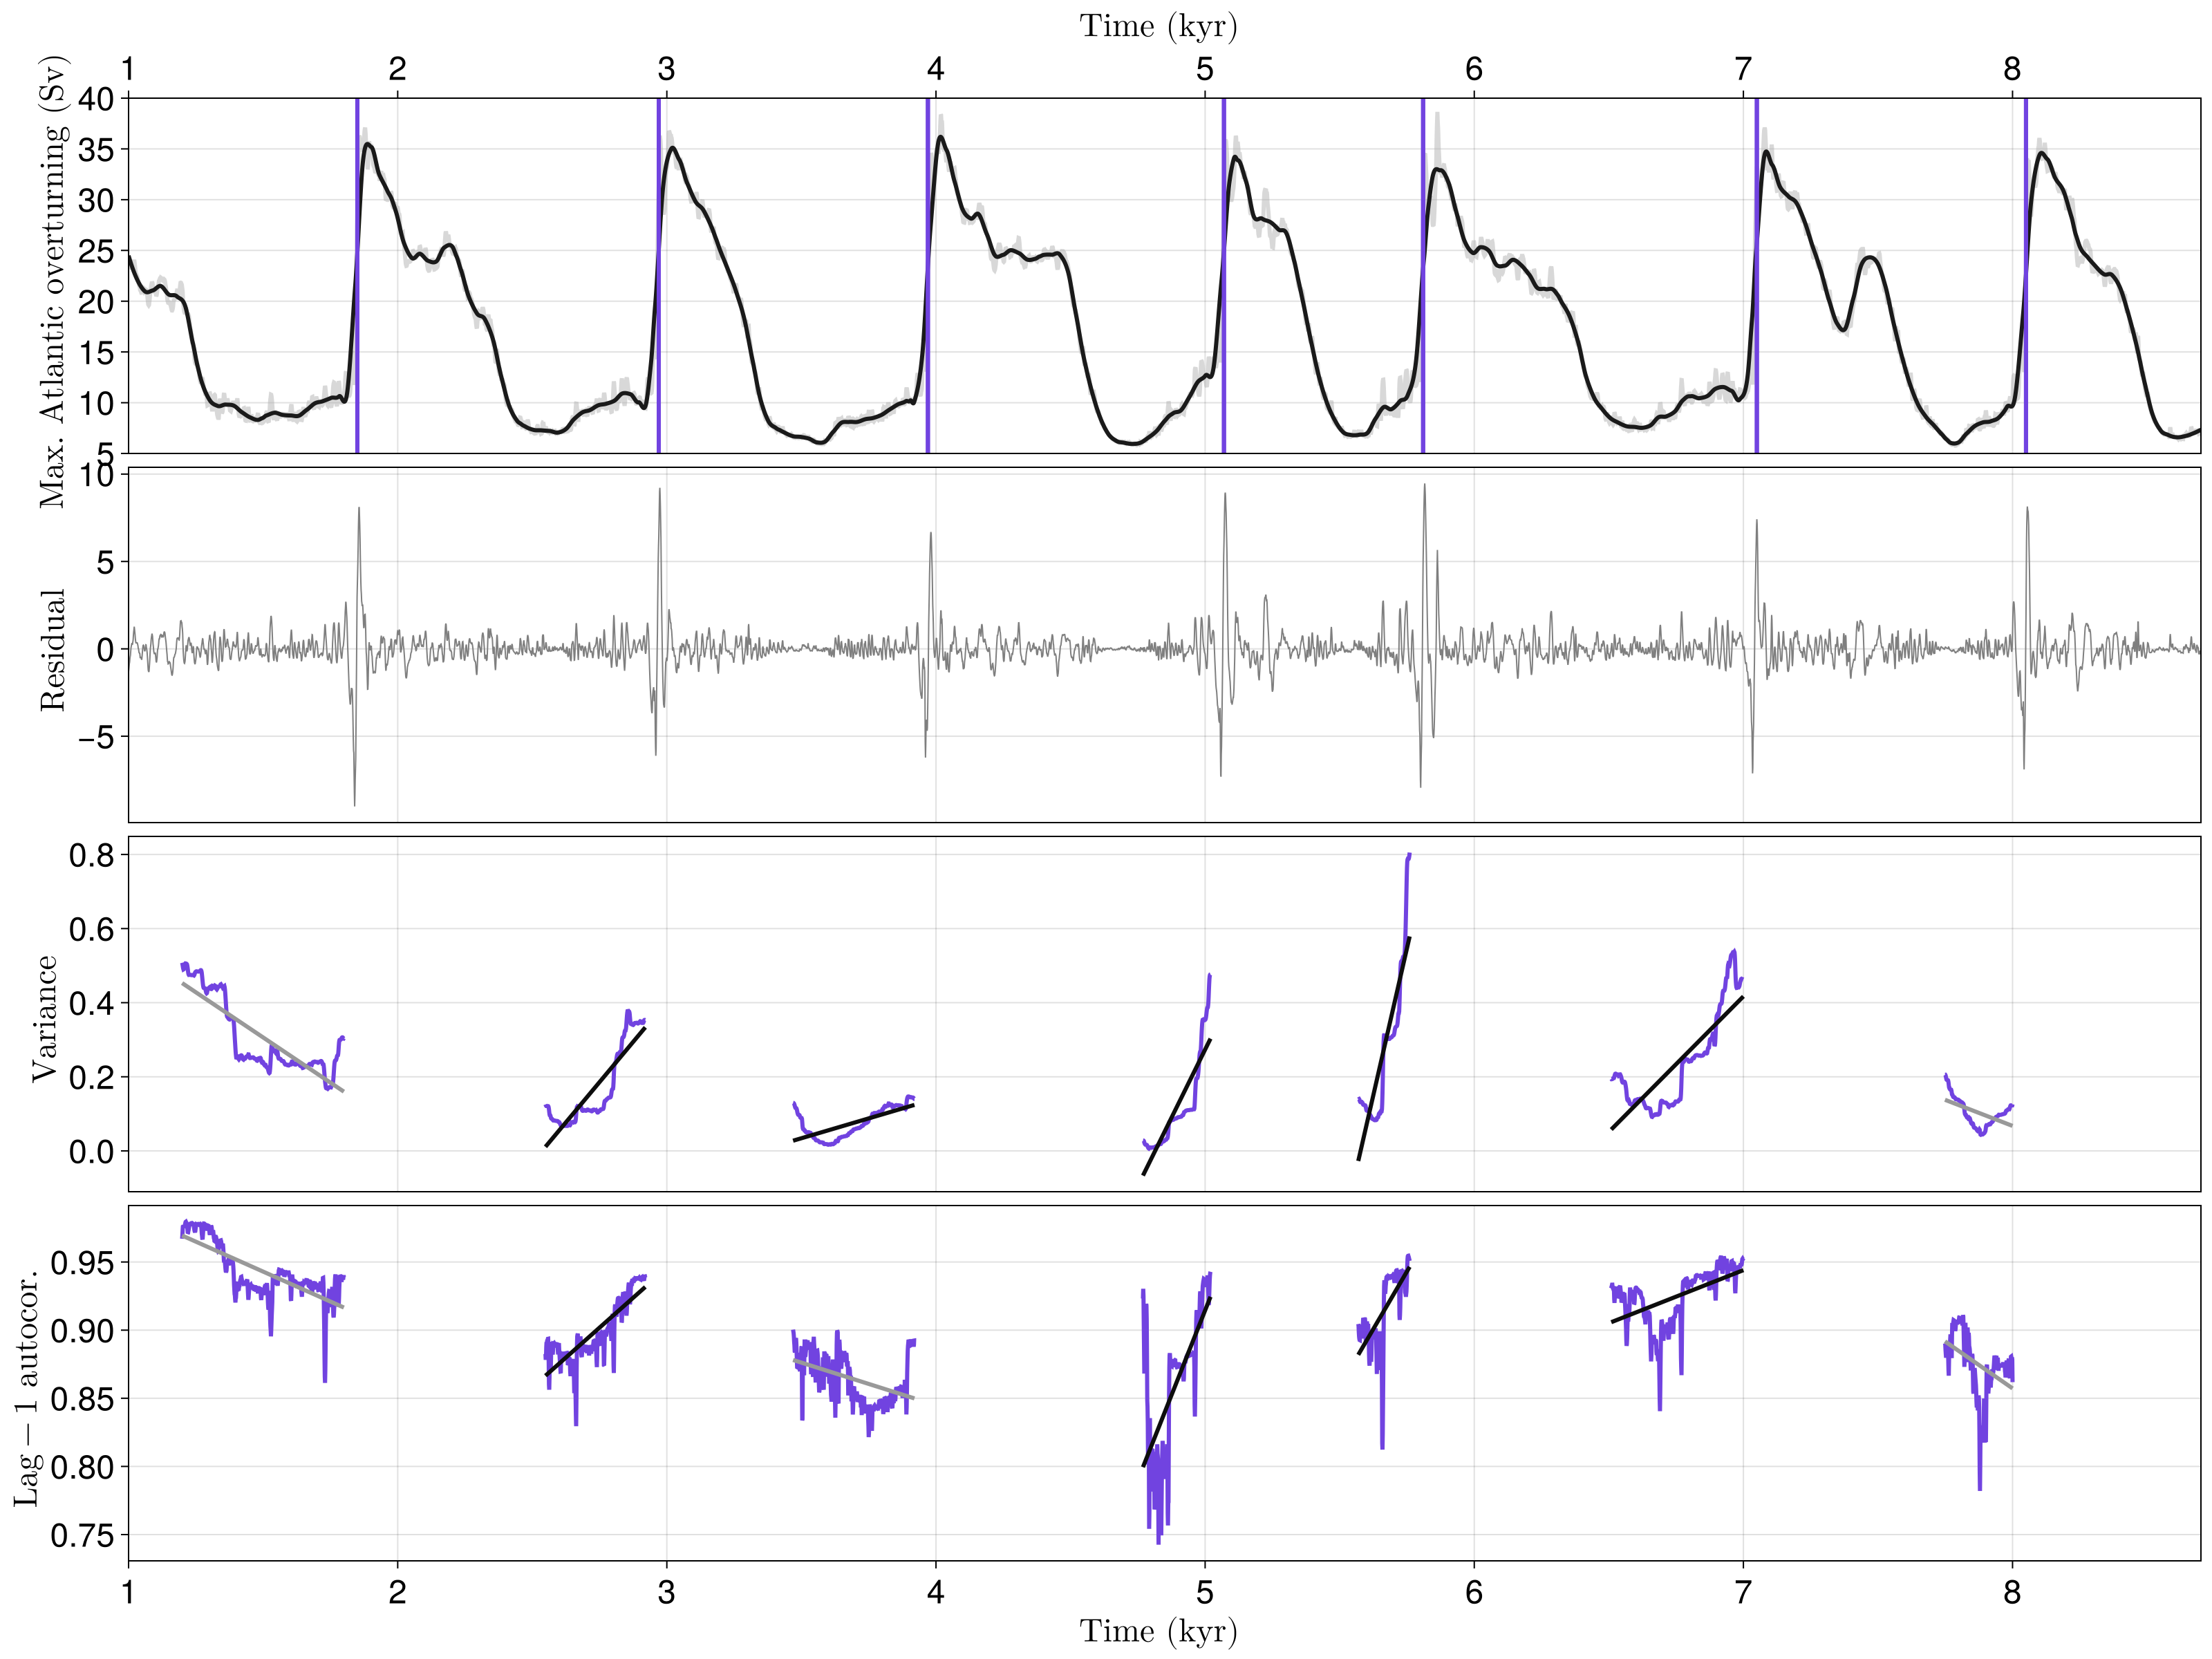 Time (kyr)
1 2 3 4 5 6 7 8
Max. Atlantic overturning (Sv)
40
35
30
25
20
15
10
5
Residual
10
5
0
−5
Variance
0.8
0.6
0.4
0.2
0.0
Lag − 1 autocor.
0.95
0.90
0.85
0.80
0.75
1 2 3 4 5 6 7 8
Time (kyr)